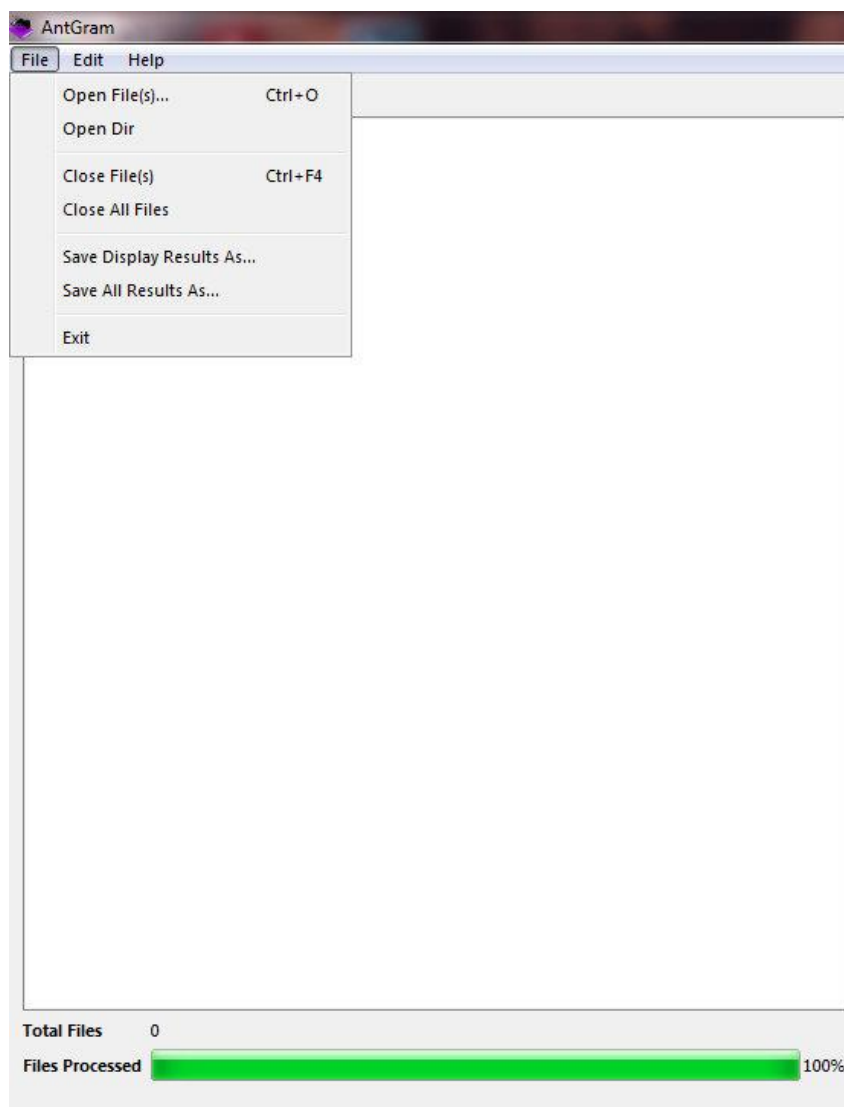 AntGram
File Edit Help
Open File(s)... Ctrl+O
Open Dir
Close File(s) Ctrl+F4
Close All Files
Save Display Results As...
Save All Results As...
Exit
Total Files 0
Files Processed 100%